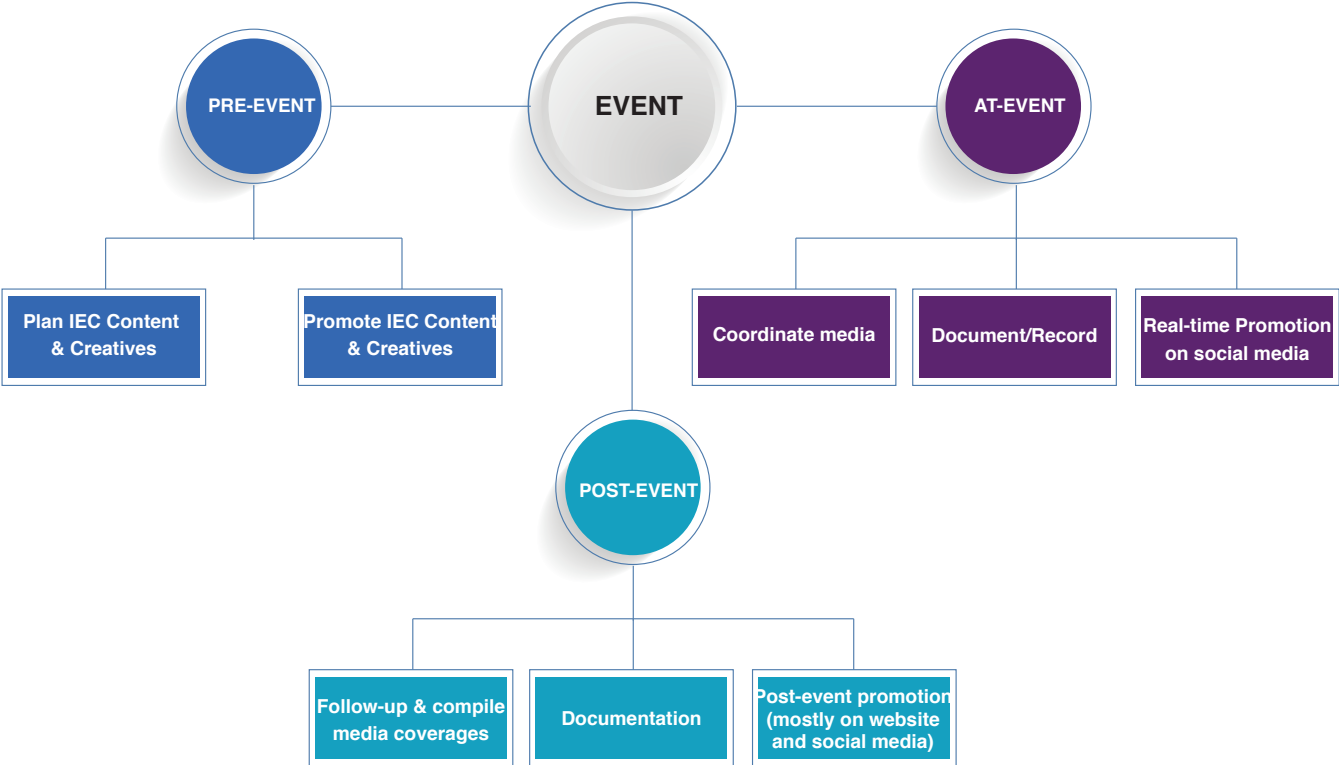 PRE-EVENT
EVENT
AT-EVENT
Plan IEC Content
& Creatives
Promote IEC Content
& Creatives
Coordinate media
Document/Record
Real-time Promotion
on social media
POST-EVENT
Follow-up & compile
media coverages
Documentation
Post-event promotion
(mostly on website
and social media)